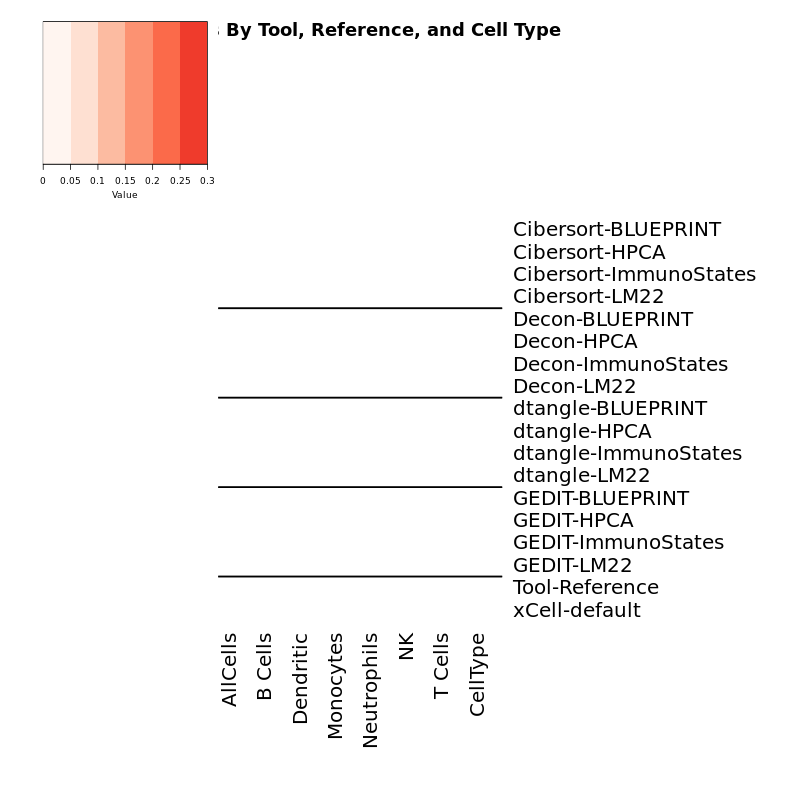 By Tool, Reference, and Cell Type
0 0.05 0.1 0.15 0.2 0.25 0.3
Value
Cibersort-BLUEPRINT
Cibersort-HPCA
Cibersort-ImmunoStates
Cibersort-LM22
Decon-BLUEPRINT
Decon-HPCA
Decon-ImmunoStates
Decon-LM22
dtangle-BLUEPRINT
dtangle-HPCA
dtangle-ImmunoStates
dtangle-LM22
GEDIT-BLUEPRINT
GEDIT-HPCA
GEDIT-ImmunoStates
GEDIT-LM22
Tool-Reference
xCell-default
AllCells
B Cells
Dendritic
Monocytes
Neutrophils
NK
T Cells
CellType